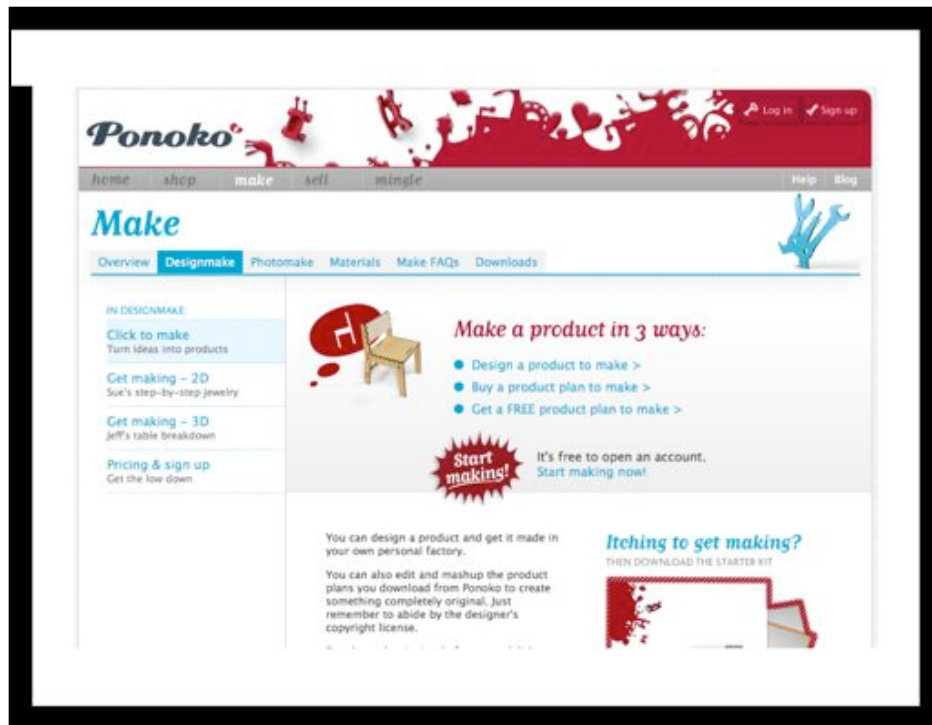 Ponoko
Log in Sign up
home shop make sell mingle Help Blog
Make
Overview Designmake Photomake Materials Make FAQs Downloads
IN DESIGNMAKE:
Click to make
Turn ideas into products
Get making – 2D
Sue's step-by-step jewelry
Get making – 3D
Jeff's table breakdown
Pricing & sign up
Get the low down
Make a product in 3 ways:
Design a product to make >
Buy a product plan to make >
Get a FREE product plan to make >
Start
making!
It's free to open an account.
Start making now!
You can design a product and get it made in
your own personal factory.
You can also edit and mashup the product
plans you download from Ponoko to create
something completely original. Just
remember to abide by the designer's
copyright license.
Itching to get making?
THEN DOWNLOAD THE STARTER KIT